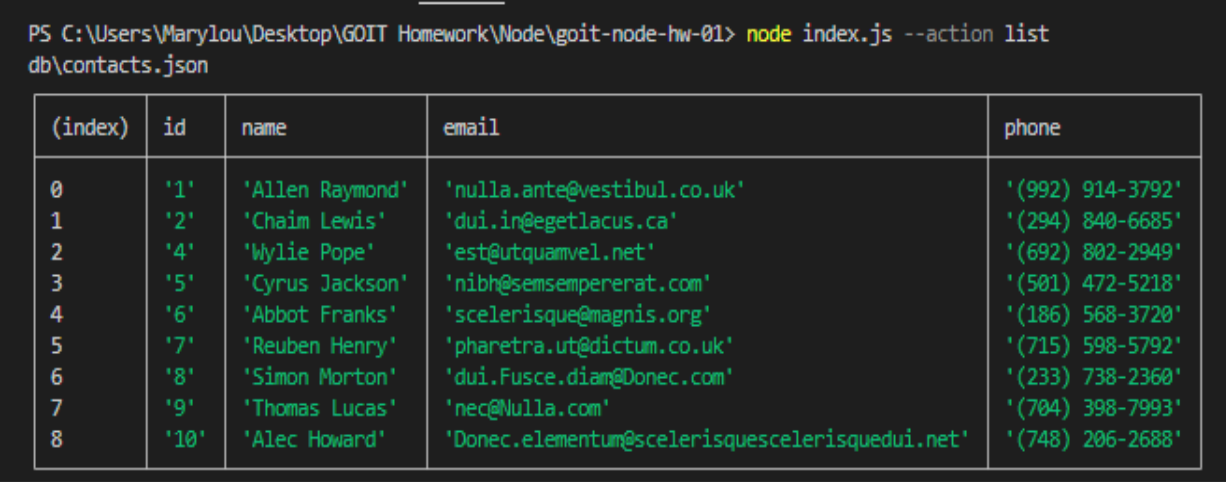 PS C:\Users\Marylou\Desktop\GOIT Homework\Node\goit-node-hw-01> node index.js --action list
db\contacts.json
(index) id name email phone
0 '1' 'Allen Raymond' 'nulla.ante@vestibul.co.uk' '(992) 914-3792'
1 '2' 'Chaim Lewis' 'dui.in@egetlacus.ca' '(294) 840-6685'
2 '4' 'Wylie Pope' 'est@utquamvel.net' '(692) 802-2949'
3 '5' 'Cyrus Jackson' 'nibh@semsempererat.com' '(501) 472-5218'
4 '6' 'Abbot Franks' 'scelerisque@magnis.org' '(186) 568-3720'
5 '7' 'Reuben Henry' 'pharetra.ut@dictum.co.uk' '(715) 598-5792'
6 '8' 'Simon Morton' 'dui.Fusce.diam@Donec.com' '(233) 738-2360'
7 '9' 'Thomas Lucas' 'nec@Nulla.com' '(704) 398-7993'
8 '10' 'Alec Howard' 'Donec.elementum@scelerisquescelerisquedui.net' '(748) 206-2688'